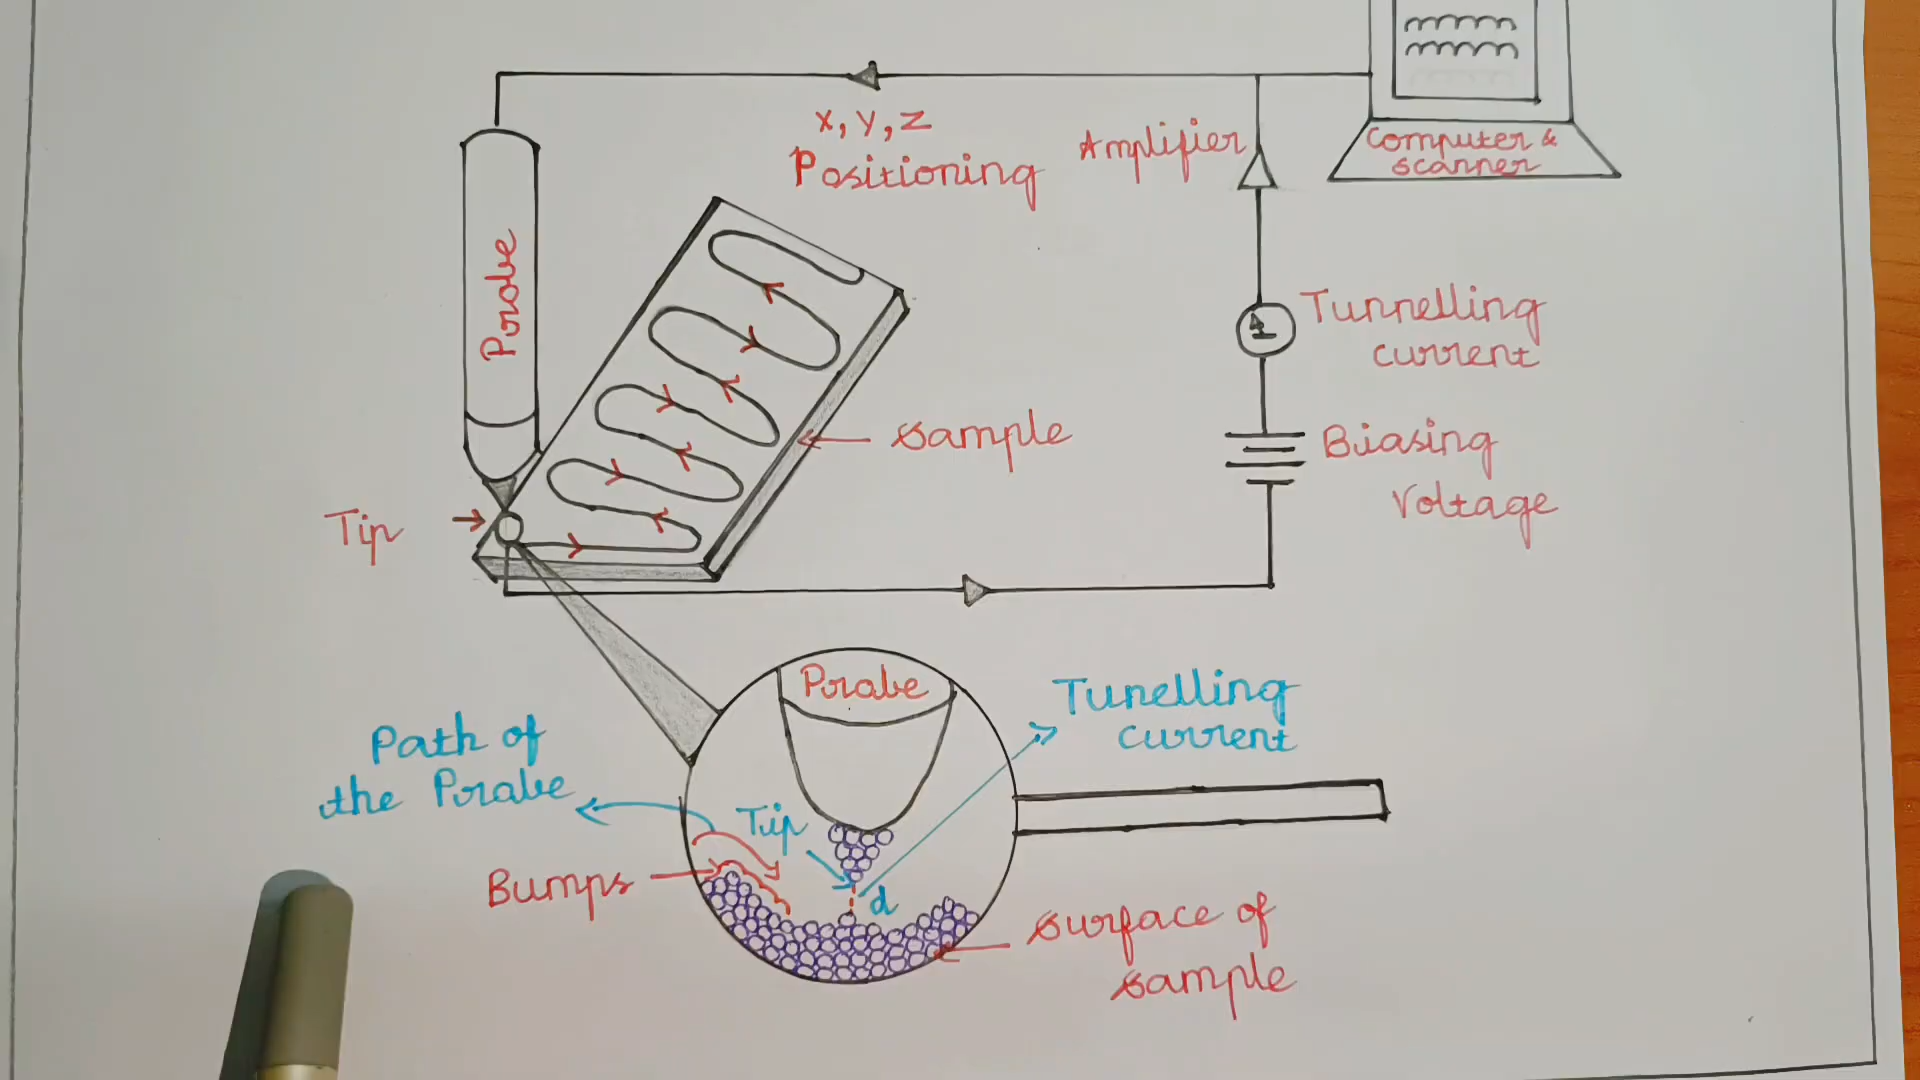 x, y, z
Positioning
Amplifier
Computer &
scanner
Probe
Tunnelling
current
Biasing
Voltage
sample
Tip
Probe
Tunelling
current
Path of
the Probe
Tip
d
Bumps
surface of
sample